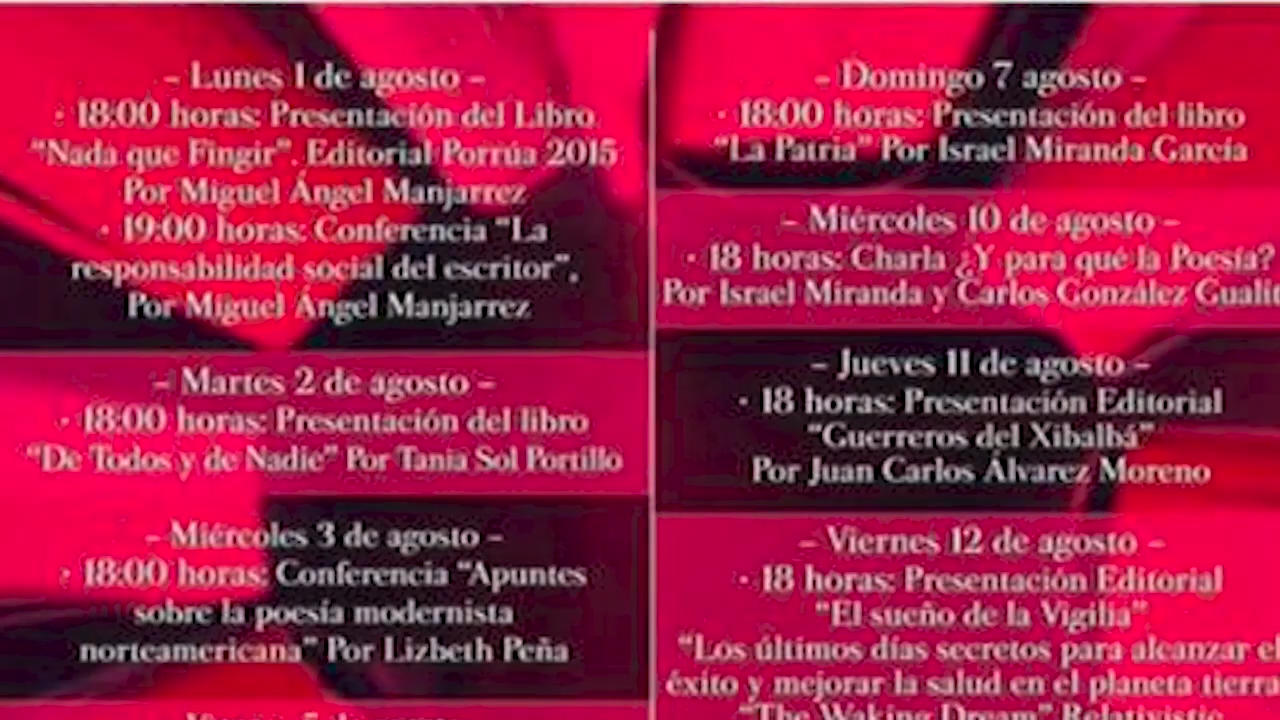 – Lunes 1 de agosto –
· 18:00 horas: Presentación del Libro
“Nada que Fingir”. Editorial Porrúa 2015
Por Miguel Ángel Manjarrez
· 19:00 horas: Conferencia “La
responsabilidad social del escritor”,
Por Miguel Ángel Manjarrez
– Martes 2 de agosto –
· 18:00 horas: Presentación del libro
“De Todos y de Nadie” Por Tania Sol Portillo
– Miércoles 3 de agosto –
· 18:00 horas: Conferencia “Apuntes
sobre la poesía modernista
norteamericana” Por Lizbeth Peña
– Domingo 7 agosto –
· 18:00 horas: Presentación del libro
“La Patria” Por Israel Miranda García
– Miércoles 10 de agosto –
· 18 horas: Charla ¿Y para qué la Poesía?
Por Israel Miranda y Carlos González
– Jueves 11 de agosto –
· 18 horas: Presentación Editorial
“Guerreros del Xibalbá”
Por Juan Carlos Álvarez Moreno
– Viernes 12 de agosto –
· 18 horas: Presentación Editorial
“El sueño de la Vigilia”
“Los últimos días secretos para alcanzar el
éxito y mejorar la salud en el planeta tierra
“The Waking Dream” Relativistic